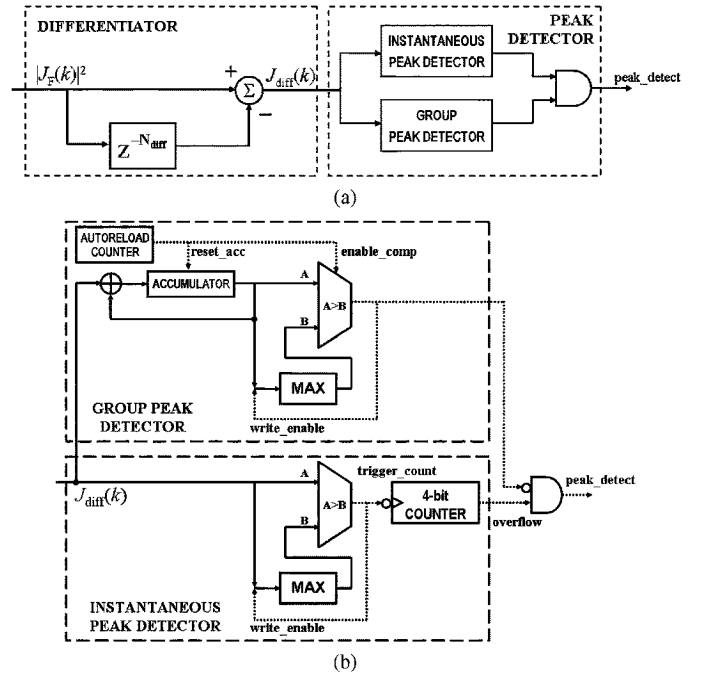 DIFFERENTIATOR
PEAK
DETECTOR
|J_F(k)|²
+
Σ
−
J_diff(k)
Z^−N_diff
INSTANTANEOUS
PEAK DETECTOR
GROUP
PEAK DETECTOR
peak_detect
(a)
AUTORELOAD
COUNTER
reset_acc
enable_comp
ACCUMULATOR
A
A>B
B
MAX
write_enable
GROUP PEAK
DETECTOR
J_diff(k)
A
A>B
B
MAX
write_enable
trigger_count
4-bit
COUNTER
overflow
peak_detect
INSTANTANEOUS
PEAK DETECTOR
(b)